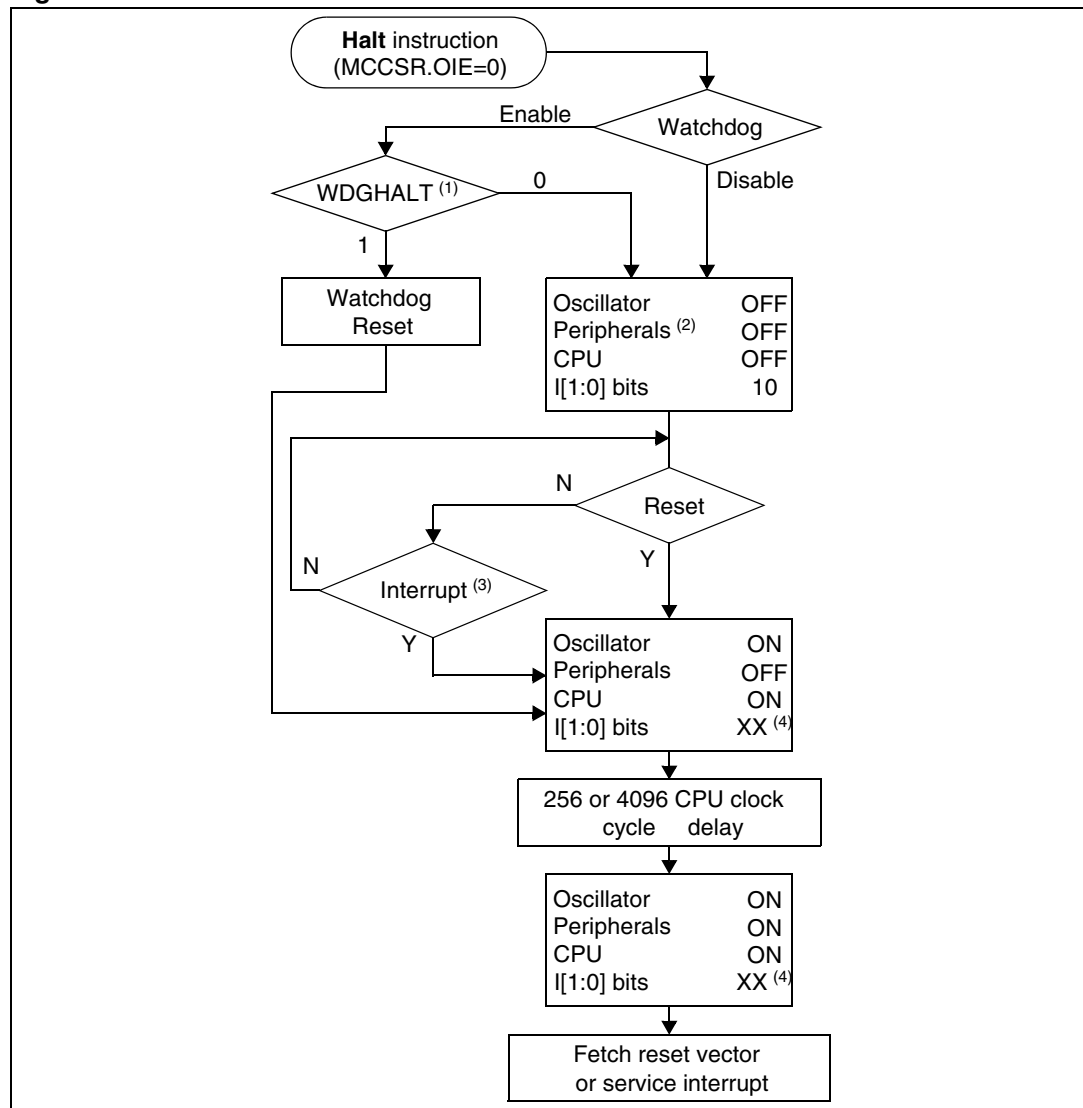 Halt instruction
(MCCSR.OIE=0)
Enable
Watchdog
WDGHALT (1)
0
Disable
1
Watchdog
Reset
Oscillator OFF
Peripherals (2) OFF
CPU OFF
I[1:0] bits 10
N
Reset
Y
N
Interrupt (3)
Y
Oscillator ON
Peripherals OFF
CPU ON
I[1:0] bits XX (4)
256 or 4096 CPU clock
cycle delay
Oscillator ON
Peripherals ON
CPU ON
I[1:0] bits XX (4)
Fetch reset vector
or service interrupt